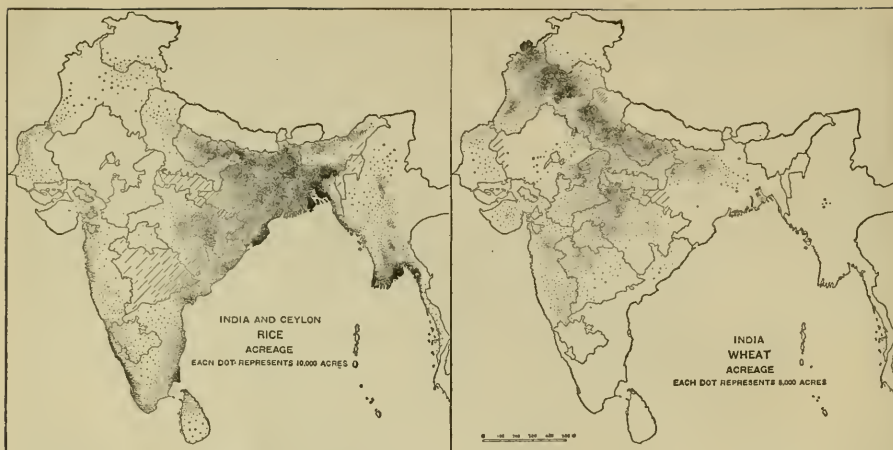 INDIA AND CEYLON
RICE
ACREAGE
EACH DOT REPRESENTS 10,000 ACRES
INDIA
WHEAT
ACREAGE
EACH DOT REPRESENTS 5,000 ACRES